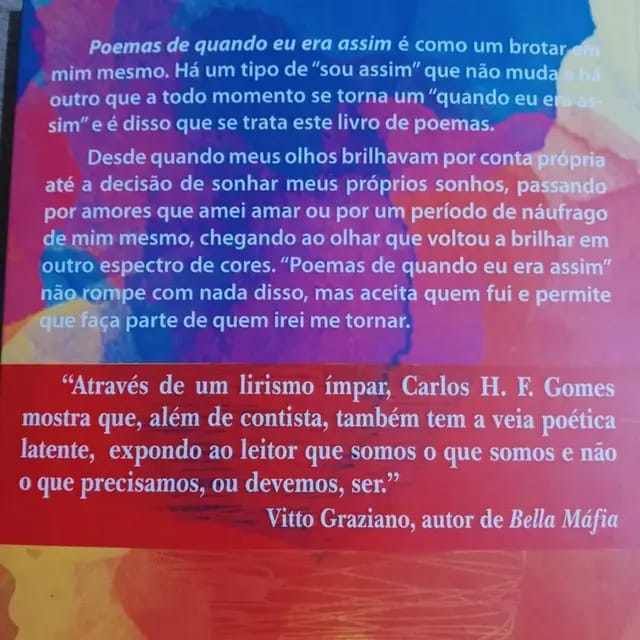 Poemas de quando eu era assim é como um brotar em
mim mesmo. Há um tipo de “sou assim” que não muda e há
outro que a todo momento se torna um “quando eu era as-
sim” e é disso que se trata este livro de poemas.
Desde quando meus olhos brilhavam por conta própria
até a decisão de sonhar meus próprios sonhos, passando
por amores que amei amar ou por um período de náufrago
de mim mesmo, chegando ao olhar que voltou a brilhar em
outro espectro de cores. “Poemas de quando eu era assim”
não rompe com nada disso, mas aceita quem fui e permite
que faça parte de quem irei me tornar.
“Através de um lirismo ímpar, Carlos H. F. Gomes
mostra que, além de contista, também tem a veia poética
latente, expondo ao leitor que somos o que somos e não
o que precisamos, ou devemos, ser.”
Vitto Graziano, autor de Bella Máfia